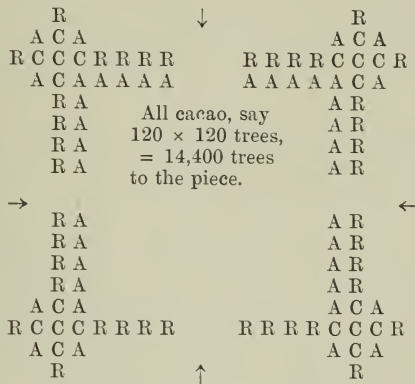 R ↓ R
A C A A C A
R C C C R R R R R R R R C C C R
A C A A A A A A A A A A C A
R A A R
R A All cacao, say A R
R A 120 × 120 trees, A R
R A = 14,400 trees A R
to the piece.
→ ←
R A A R
R A A R
R A A R
R A A R
A C A A C A
R C C C R R R R R R R R C C C R
A C A A C A
R ↑ R